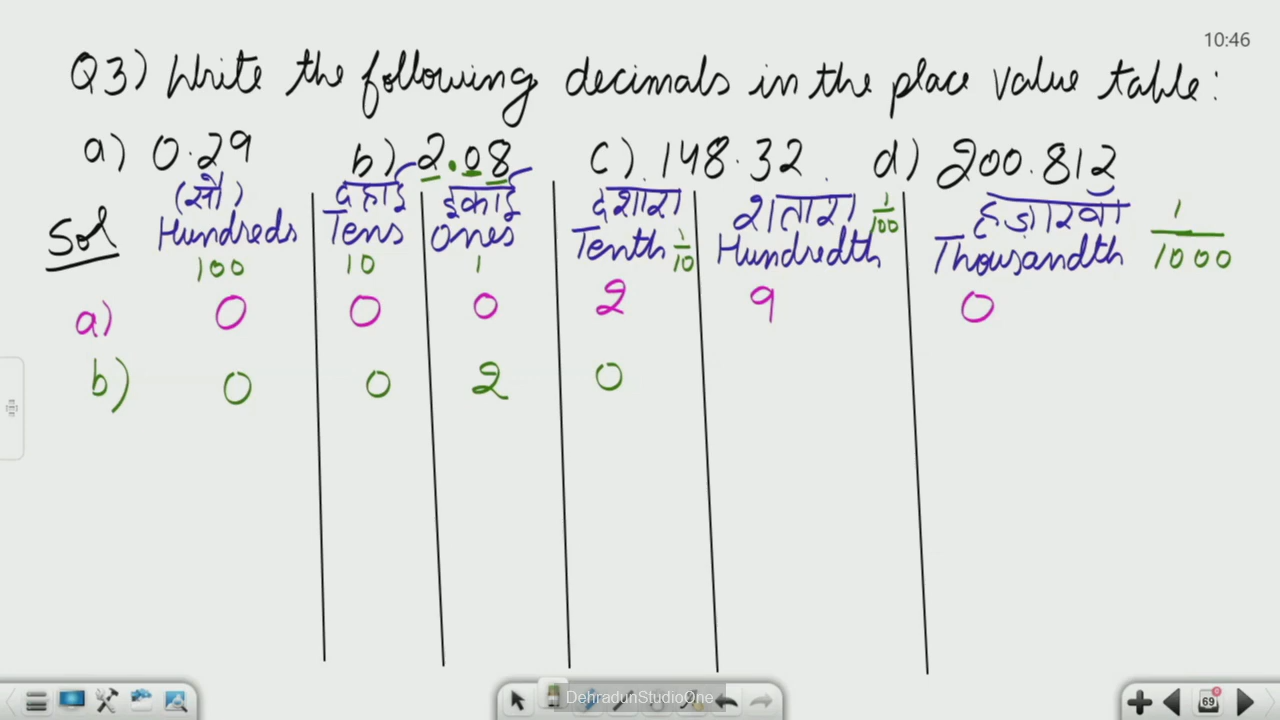 10:46
Q3) Write the following decimals in the place value table:
a) 0.29 b) 2.08 c) 148.32 d) 200.812
(सौ) दहाई इकाई दशारा शतारा 1/100 हज़ारवा 1/1000
Sol Hundreds Tens Ones Tenth 1/10 Hundredth Thousandth
100 10 1
a) 0 0 0 2 9 0
b) 0 0 2 0
DehradunStudioOne
69